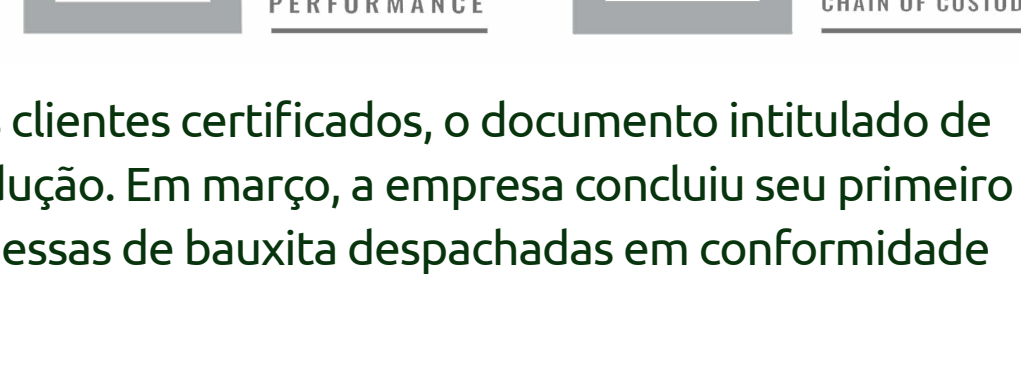 PERFORMANCE
CHAIN OF CUSTOD
clientes certificados, o documento intitulado de
dução. Em março, a empresa concluiu seu primeiro
essas de bauxita despachadas em conformidade